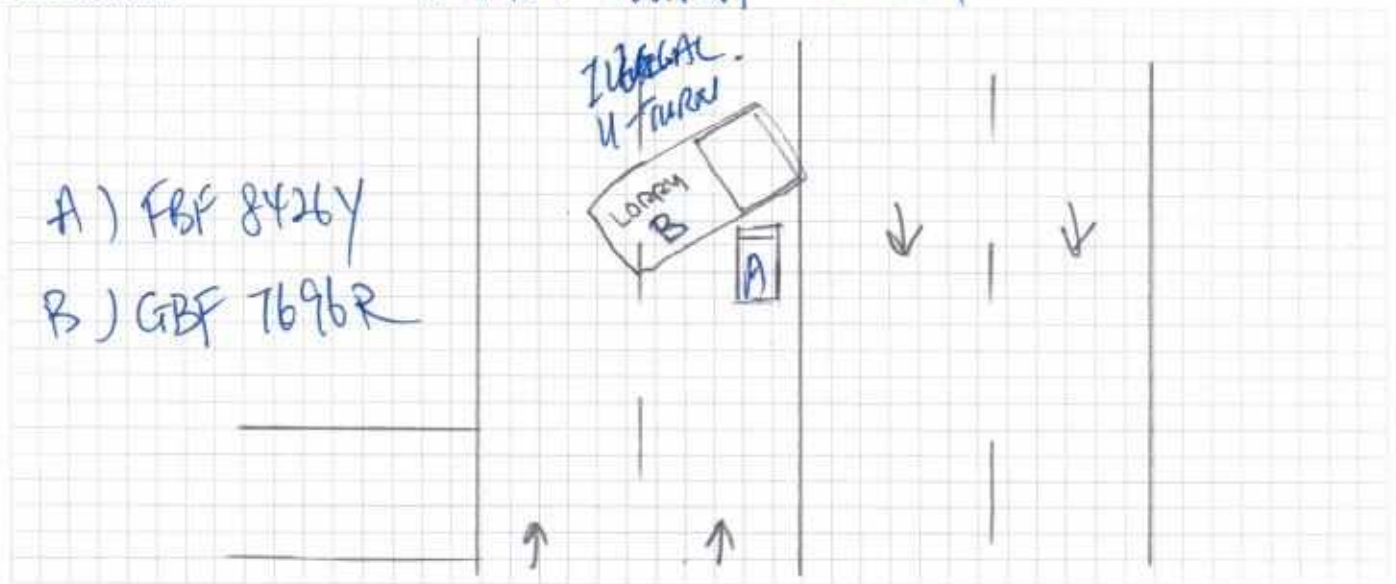 ILLEGAL.
U-TURN
LORRY
B
A
A) FBF 8426Y
B) GBF 7696R